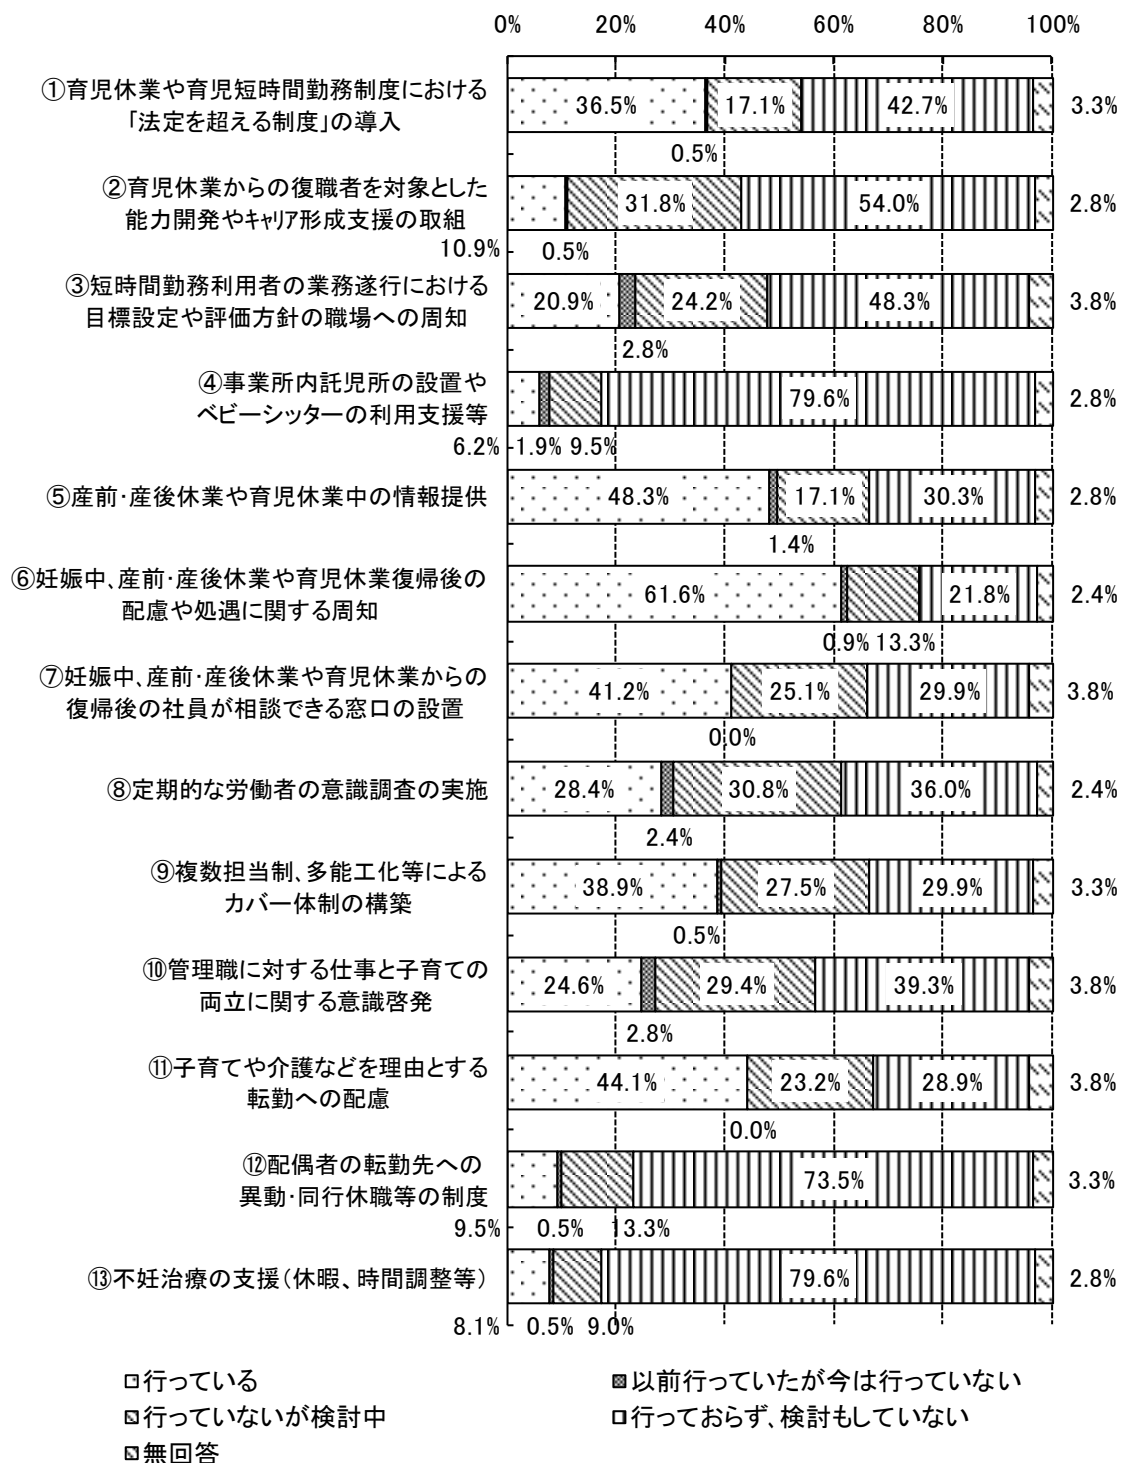 0% 20% 40% 60% 80% 100%
①育児休業や育児短時間勤務制度における
「法定を超える制度」の導入
36.5% 17.1% 42.7% 3.3%
0.5%
②育児休業からの復職者を対象とした
能力開発やキャリア形成支援の取組
31.8% 54.0% 2.8%
10.9% 0.5%
③短時間勤務利用者の業務遂行における
目標設定や評価方針の職場への周知
20.9% 24.2% 48.3% 3.8%
2.8%
④事業所内託児所の設置や
ベビーシッターの利用支援等
79.6% 2.8%
6.2% 1.9% 9.5%
⑤産前・産後休業や育児休業中の情報提供
48.3% 17.1% 30.3% 2.8%
1.4%
⑥妊娠中、産前・産後休業や育児休業復帰後の
配慮や処遇に関する周知
61.6% 21.8% 2.4%
0.9% 13.3%
⑦妊娠中、産前・産後休業や育児休業からの
復帰後の社員が相談できる窓口の設置
41.2% 25.1% 29.9% 3.8%
0.0%
⑧定期的な労働者の意識調査の実施
28.4% 30.8% 36.0% 2.4%
2.4%
⑨複数担当制、多能工化等による
カバー体制の構築
38.9% 27.5% 29.9% 3.3%
0.5%
⑩管理職に対する仕事と子育ての
両立に関する意識啓発
24.6% 29.4% 39.3% 3.8%
2.8%
⑪子育てや介護などを理由とする
転勤への配慮
44.1% 23.2% 28.9% 3.8%
0.0%
⑫配偶者の転勤先への
異動・同行休職等の制度
73.5% 3.3%
9.5% 0.5% 13.3%
⑬不妊治療の支援（休暇、時間調整等）
79.6% 2.8%
8.1% 0.5% 9.0%
行っている 以前行っていたが今は行っていない
行っていないが検討中 行っておらず、検討もしていない
無回答